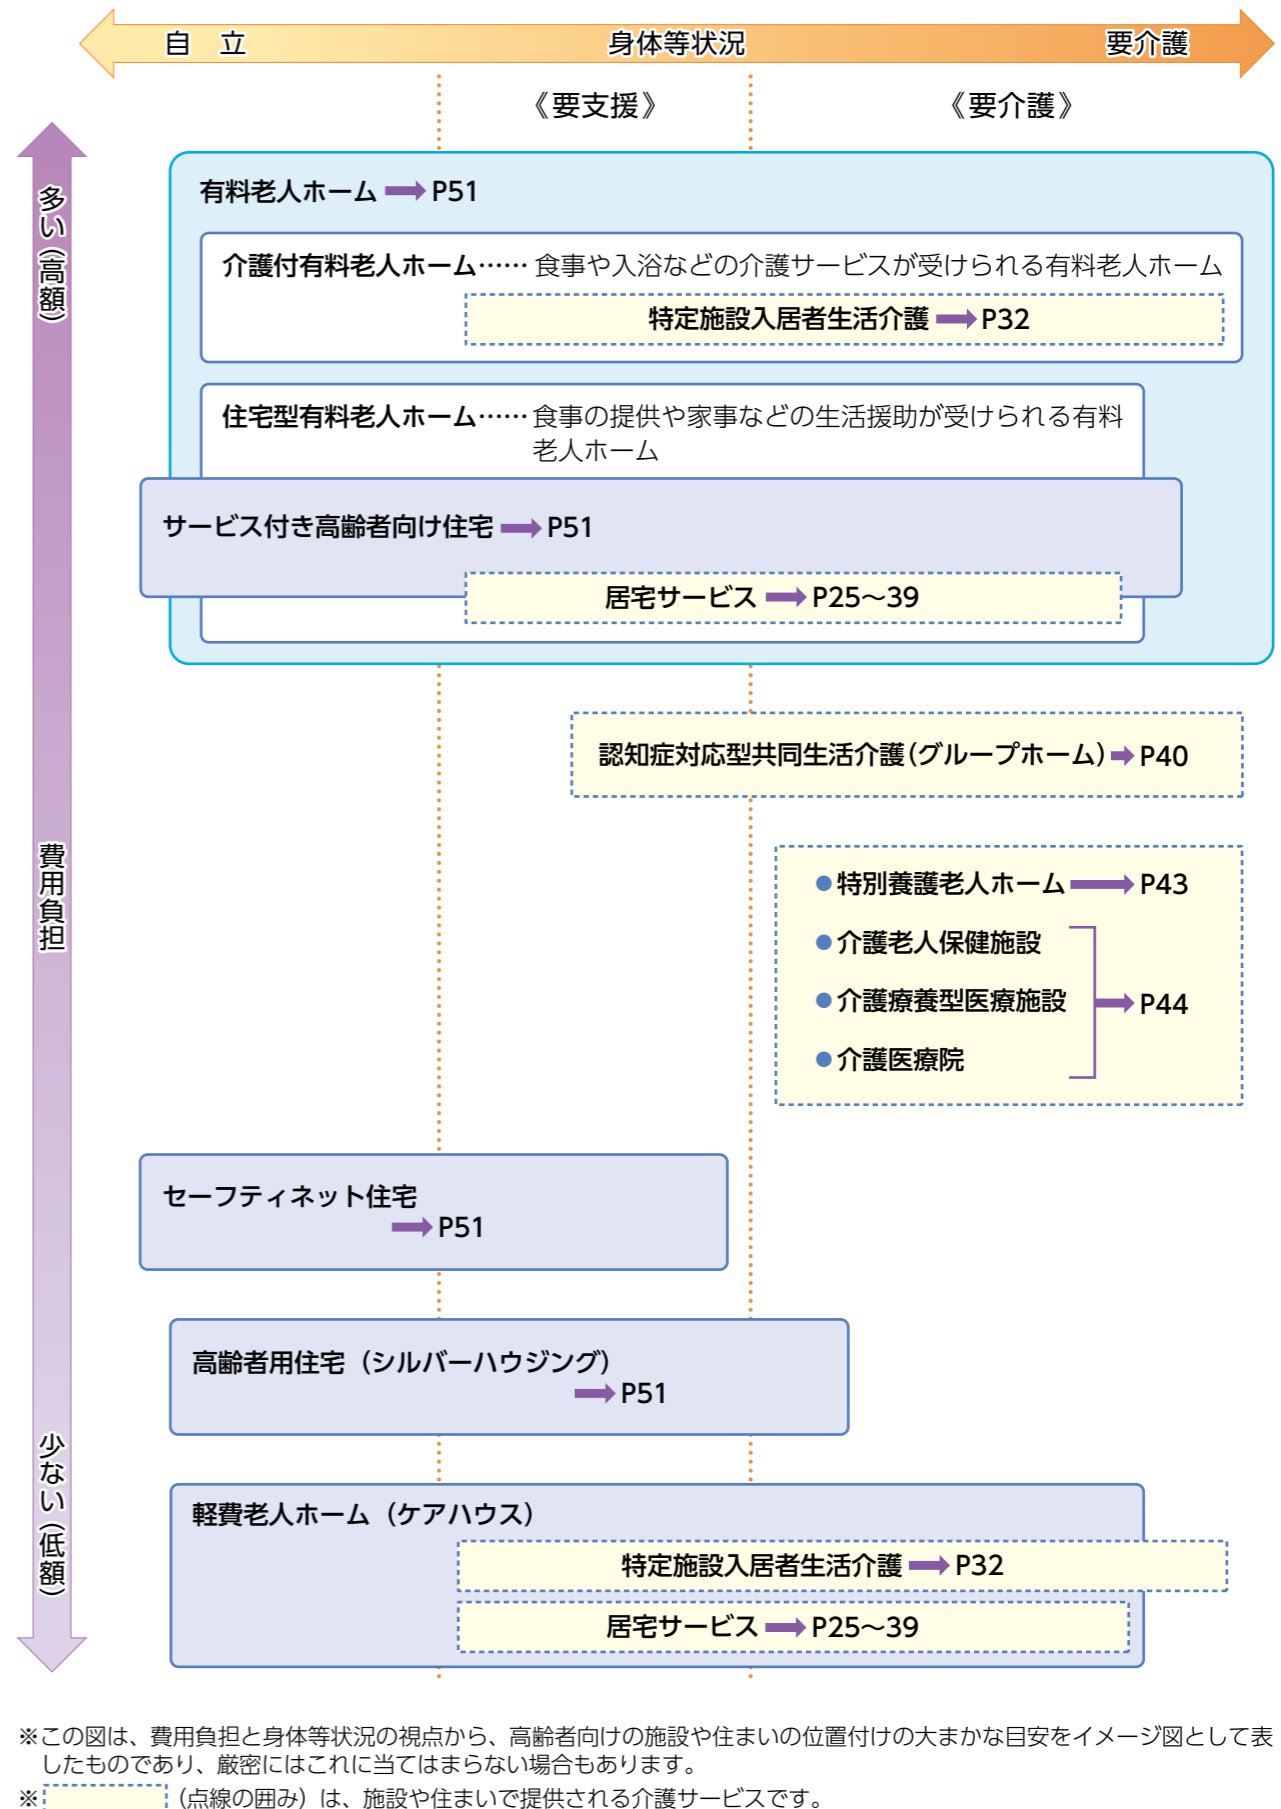 自　立　身体等状況　要介護
《要支援》　《要介護》
多い（高額）
費用負担
少ない（低額）
有料老人ホーム → P51
介護付有料老人ホーム…… 食事や入浴などの介護サービスが受けられる有料老人ホーム
特定施設入居者生活介護 → P32
住宅型有料老人ホーム…… 食事の提供や家事などの生活援助が受けられる有料
老人ホーム
サービス付き高齢者向け住宅 → P51
居宅サービス → P25～39
認知症対応型共同生活介護（グループホーム）→ P40
●特別養護老人ホーム → P43
●介護老人保健施設
●介護療養型医療施設 → P44
●介護医療院
セーフティネット住宅
→ P51
高齢者用住宅（シルバーハウジング）
→ P51
軽費老人ホーム（ケアハウス）
特定施設入居者生活介護 → P32
居宅サービス → P25～39
※この図は、費用負担と身体等状況の視点から、高齢者向けの施設や住まいの位置付けの大まかな目安をイメージ図として表
したものであり、厳密にはこれに当てはまらない場合もあります。
※　（点線の囲み）は、施設や住まいで提供される介護サービスです。